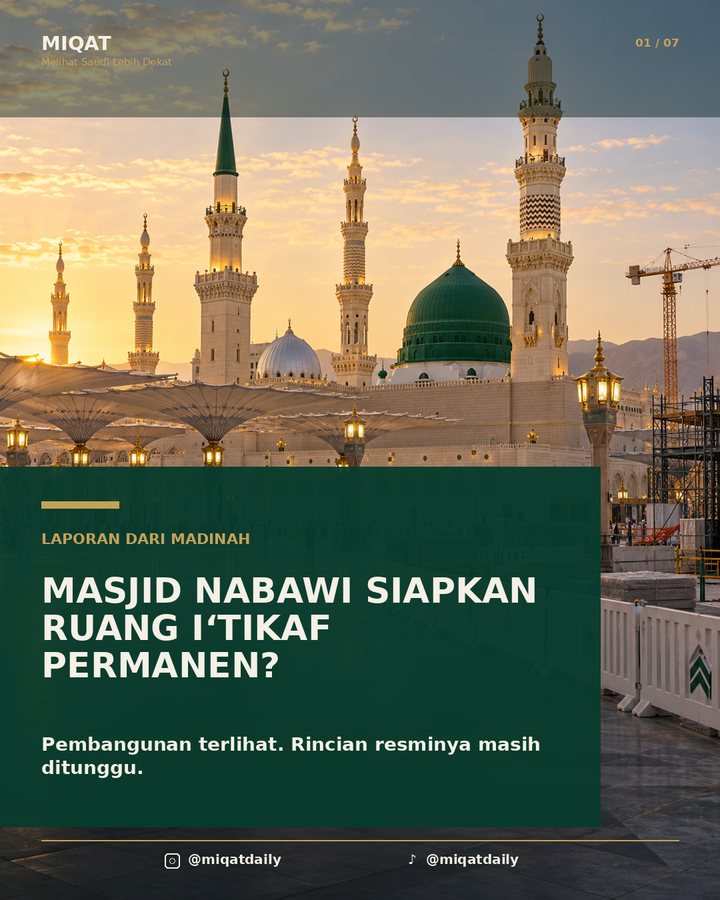 MIQAT
Melihat Saudi Lebih Dekat
01 / 07
LAPORAN DARI MADINAH
MASJID NABAWI SIAPKAN
RUANG I‘TIKAF
PERMANEN?
Pembangunan terlihat. Rincian resminya masih
ditunggu.
@miqatdaily
@miqatdaily